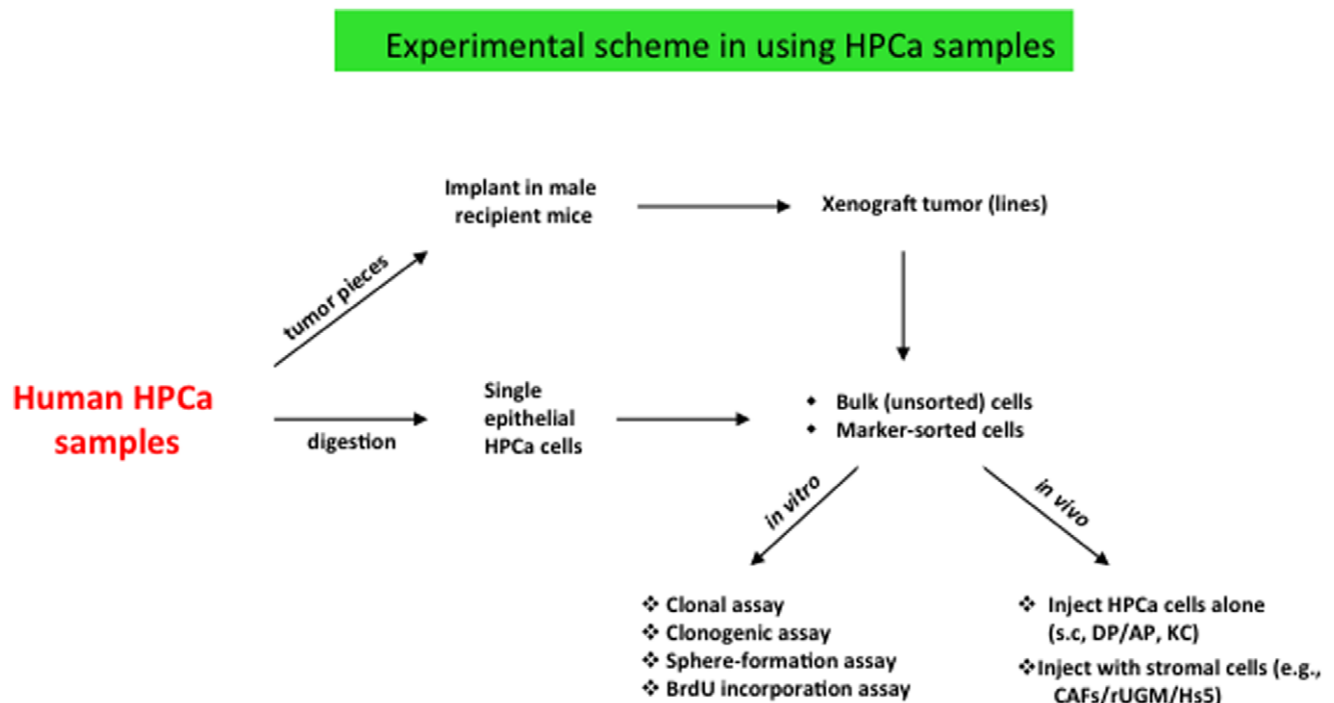 Experimental scheme in using HPCa samples
Implant in male
recipient mice
Xenograft tumor (lines)
tumor pieces
Human HPCa
samples
digestion
Single
epithelial
HPCa cells
◆ Bulk (unsorted) cells
◆ Marker-sorted cells
in vitro
in vivo
❖ Clonal assay
❖ Clonogenic assay
❖ Sphere-formation assay
❖ BrdU incorporation assay
❖ Inject HPCa cells alone
(s.c, DP/AP, KC)
❖Inject with stromal cells (e.g.,
CAFs/rUGM/Hs5)